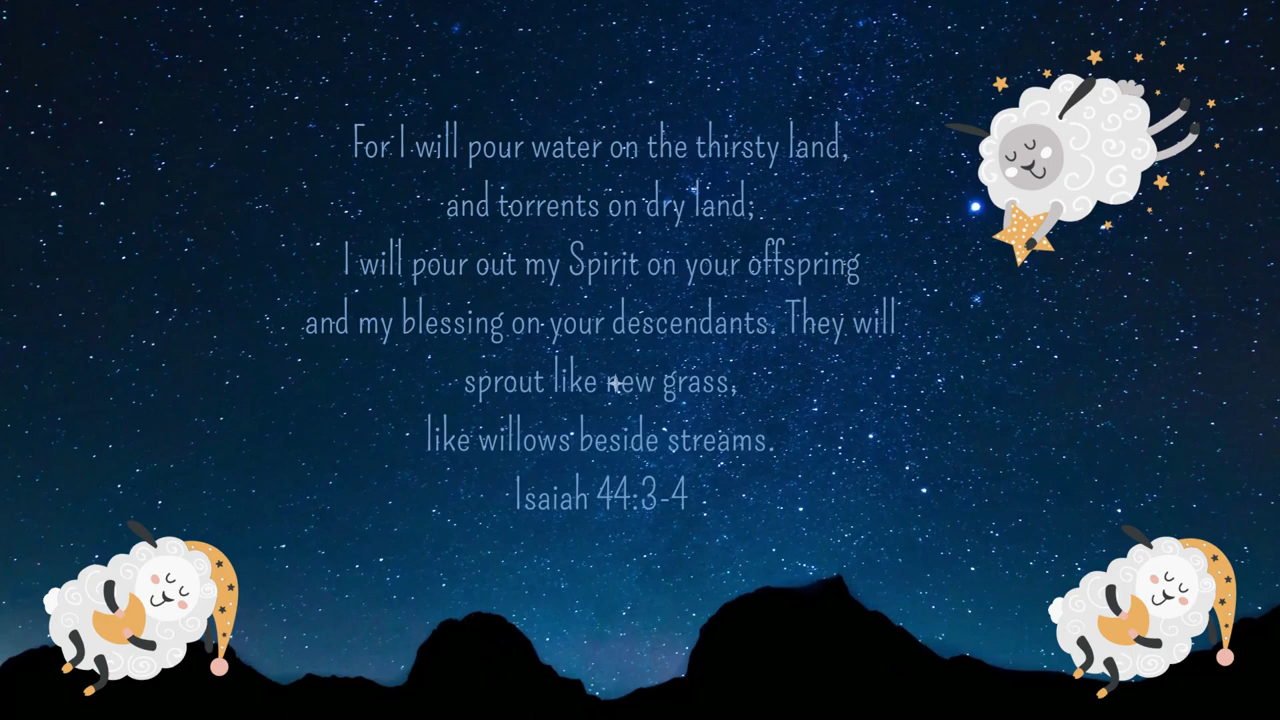 For I will pour water on the thirsty land,
and torrents on dry land;
I will pour out my Spirit on your offspring
and my blessing on your descendants. They will
sprout like new grass,
like willows beside streams.
Isaiah 44:3-4